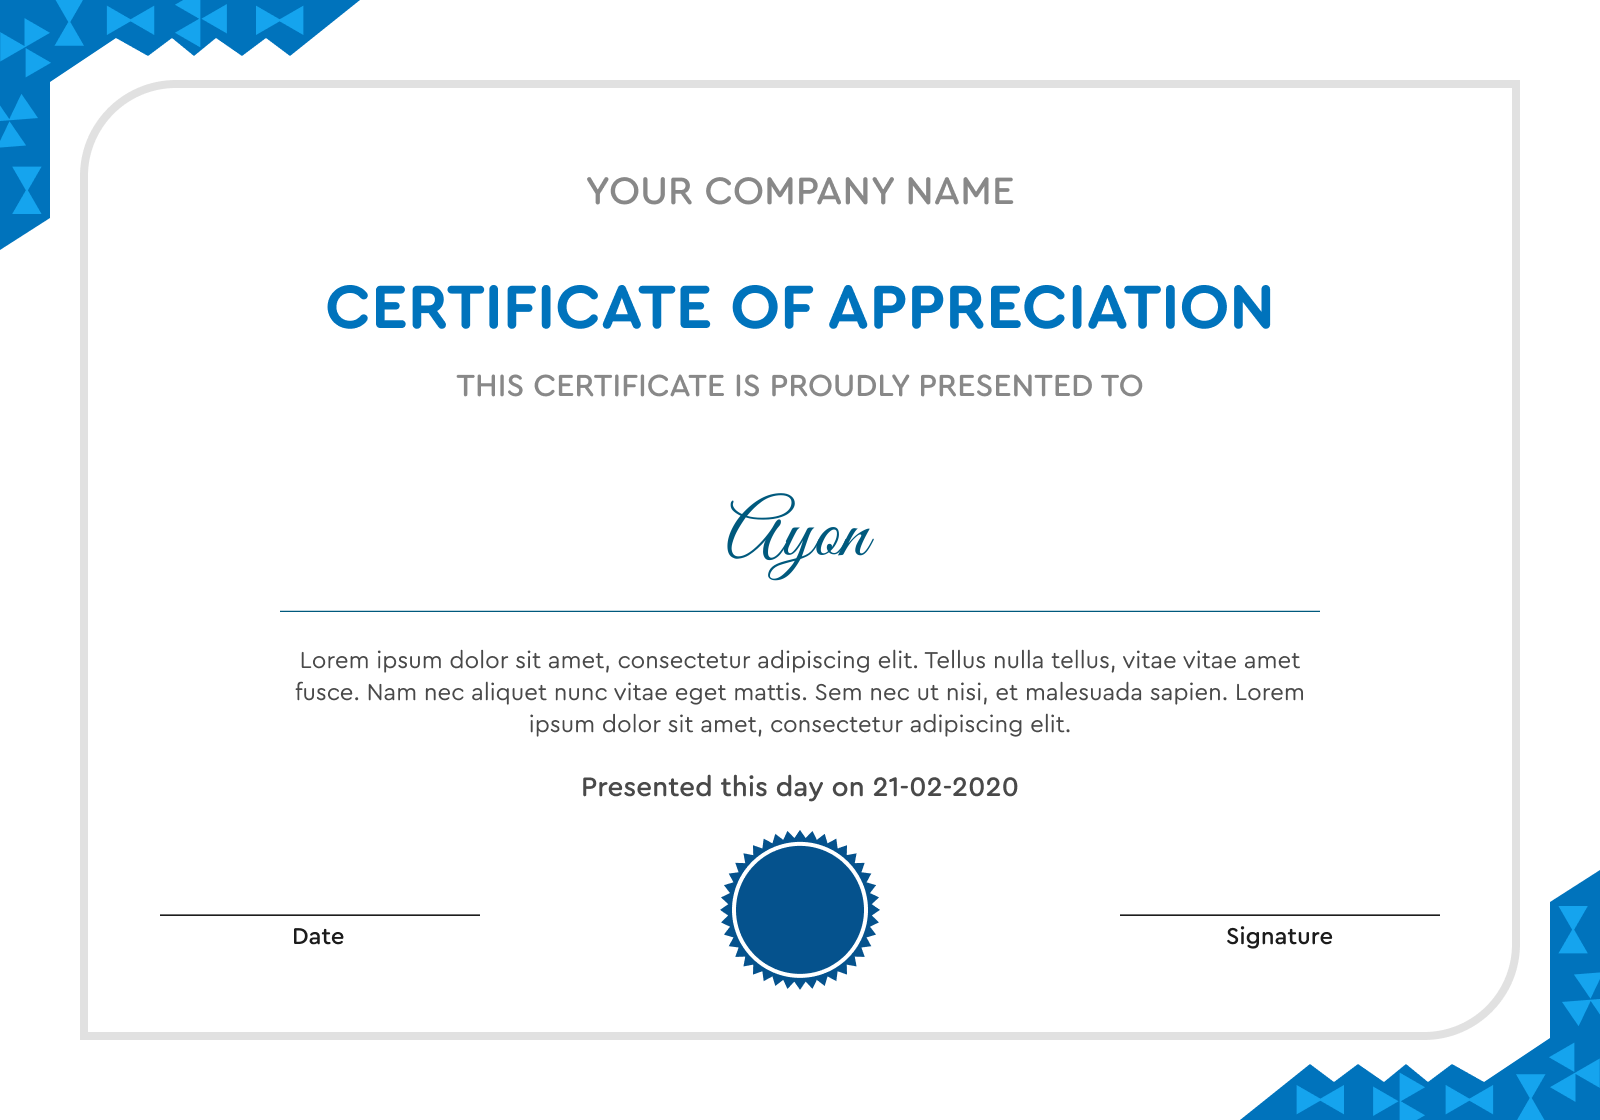 YOUR COMPANY NAME
CERTIFICATE OF APPRECIATION
THIS CERTIFICATE IS PROUDLY PRESENTED TO
Ayon
Lorem ipsum dolor sit amet, consectetur adipiscing elit. Tellus nulla tellus, vitae vitae amet
fusce. Nam nec aliquet nunc vitae eget mattis. Sem nec ut nisi, et malesuada sapien. Lorem
ipsum dolor sit amet, consectetur adipiscing elit.
Presented this day on 21-02-2020
Date
Signature